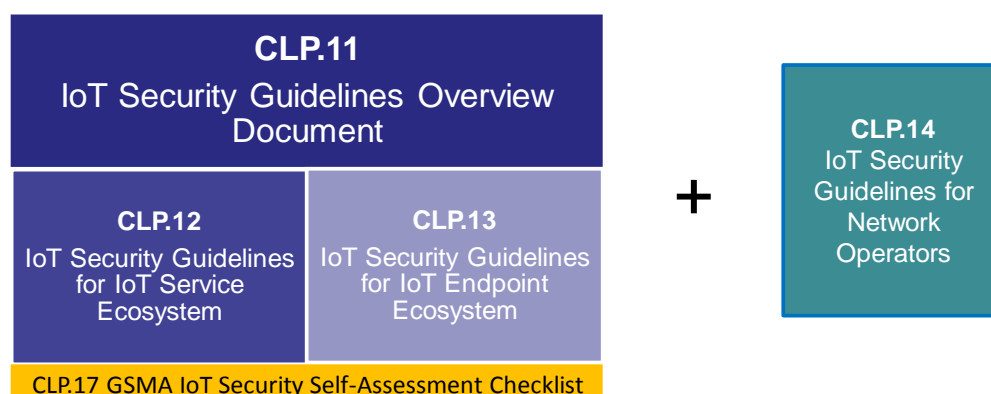 CLP.11
IoT Security Guidelines Overview
Document
CLP.12
IoT Security Guidelines
for IoT Service
Ecosystem
CLP.13
IoT Security Guidelines
for IoT Endpoint
Ecosystem
CLP.17 GSMA IoT Security Self-Assessment Checklist
+
CLP.14
IoT Security
Guidelines for
Network
Operators